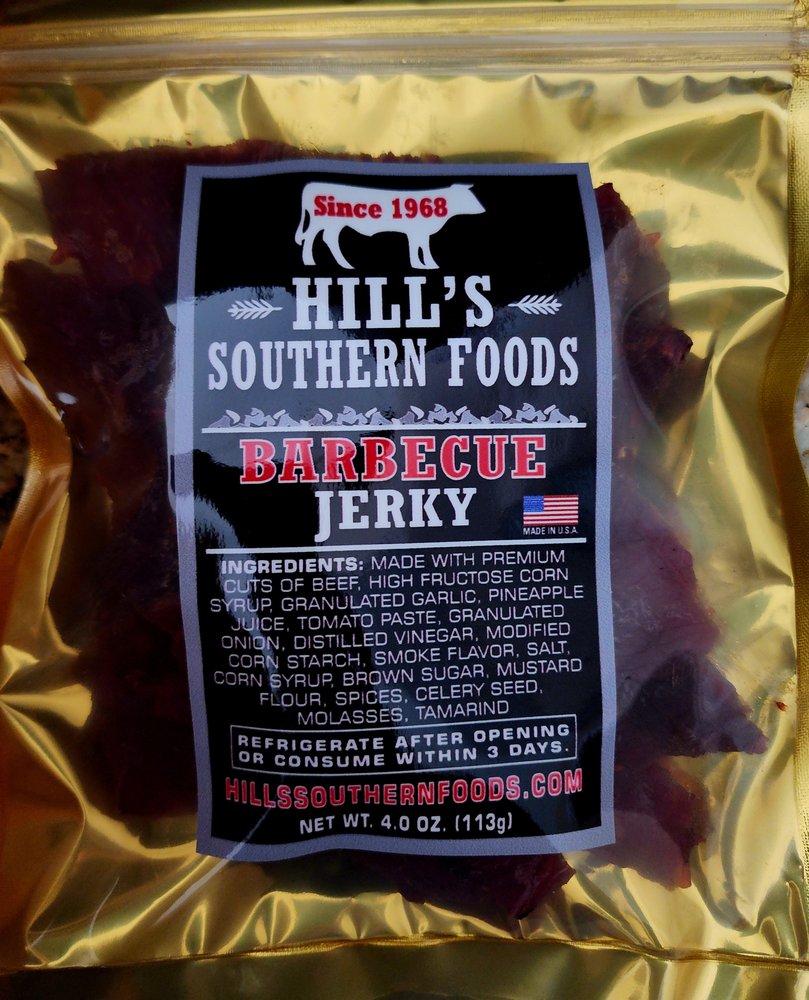 Since 1968
HILL'S
SOUTHERN FOODS
BARBECUE
JERKY
MADE IN U.S.A.
INGREDIENTS: MADE WITH PREMIUM
CUTS OF BEEF, HIGH FRUCTOSE CORN
SYRUP, GRANULATED GARLIC, PINEAPPLE
JUICE, TOMATO PASTE, GRANULATED
ONION, DISTILLED VINEGAR, MODIFIED
CORN STARCH, SMOKE FLAVOR, SALT,
CORN SYRUP, BROWN SUGAR, MUSTARD
FLOUR, SPICES, CELERY SEED,
MOLASSES, TAMARIND
REFRIGERATE AFTER OPENING
OR CONSUME WITHIN 3 DAYS.
HILLSSOUTHERNFOODS.COM
NET WT. 4.0 OZ. (113g)